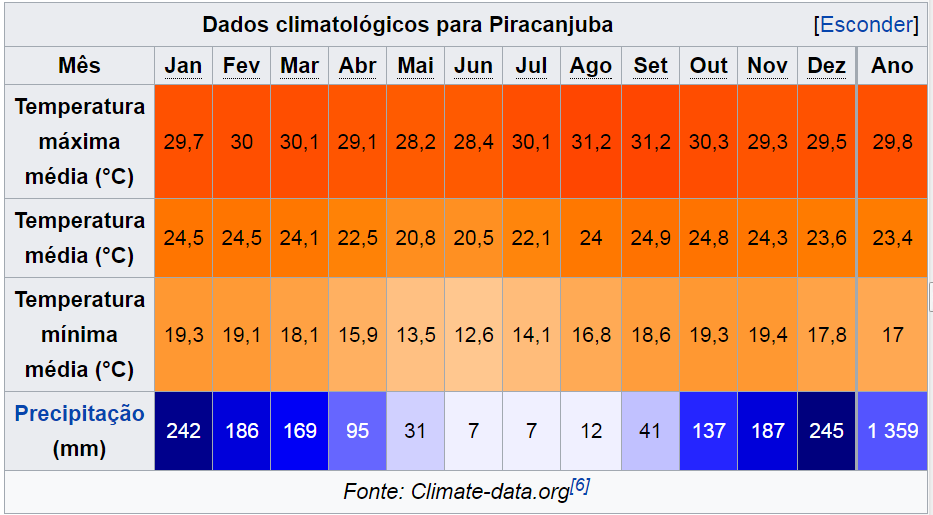 Dados climatológicos para Piracanjuba [Esconder]
Mês Jan Fev Mar Abr Mai Jun Jul Ago Set Out Nov Dez Ano
Temperatura
máxima
média (°C) 29,7 30 30,1 29,1 28,2 28,4 30,1 31,2 31,2 30,3 29,3 29,5 29,8
Temperatura
média (°C) 24,5 24,5 24,1 22,5 20,8 20,5 22,1 24 24,9 24,8 24,3 23,6 23,4
Temperatura
mínima
média (°C) 19,3 19,1 18,1 15,9 13,5 12,6 14,1 16,8 18,6 19,3 19,4 17,8 17
Precipitação
(mm) 242 186 169 95 31 7 7 12 41 137 187 245 1 359
Fonte: Climate-data.org[6]